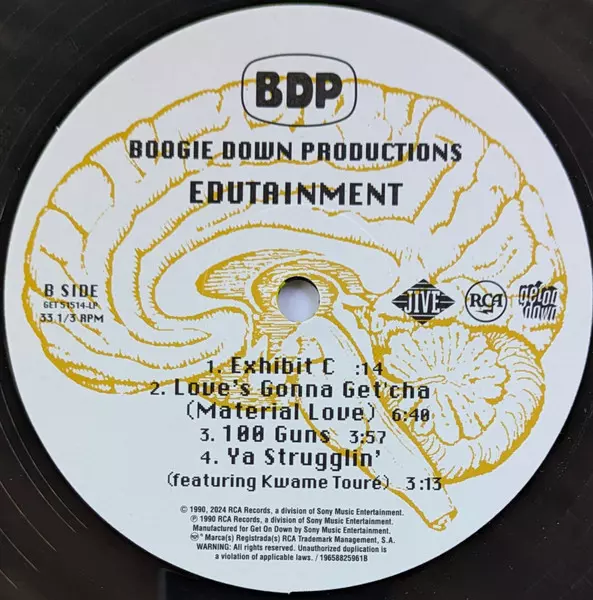 BDP
BOOGIE DOWN PRODUCTIONS
EDUTAINMENT
B SIDE
GET 51514-LP
33 1/3 RPM
JIVE
RCA
get on
down
1. Exhibit C :14
2. Love's Gonna Get'cha
(Material Love) 6:40
3. 100 Guns 3:57
4. Ya Strugglin'
(featuring Kwame Touré) 3:13
© 1990, 2024 RCA Records, a division of Sony Music Entertainment.
℗ 1990 RCA Records, a division of Sony Music Entertainment.
Manufactured for Get On Down by Sony Music Entertainment.
® Marca(s) Registrada(s) RCA Trademark Management, S.A.
WARNING: All rights reserved. Unauthorized duplication is
a violation of applicable laws. / 19658825961B